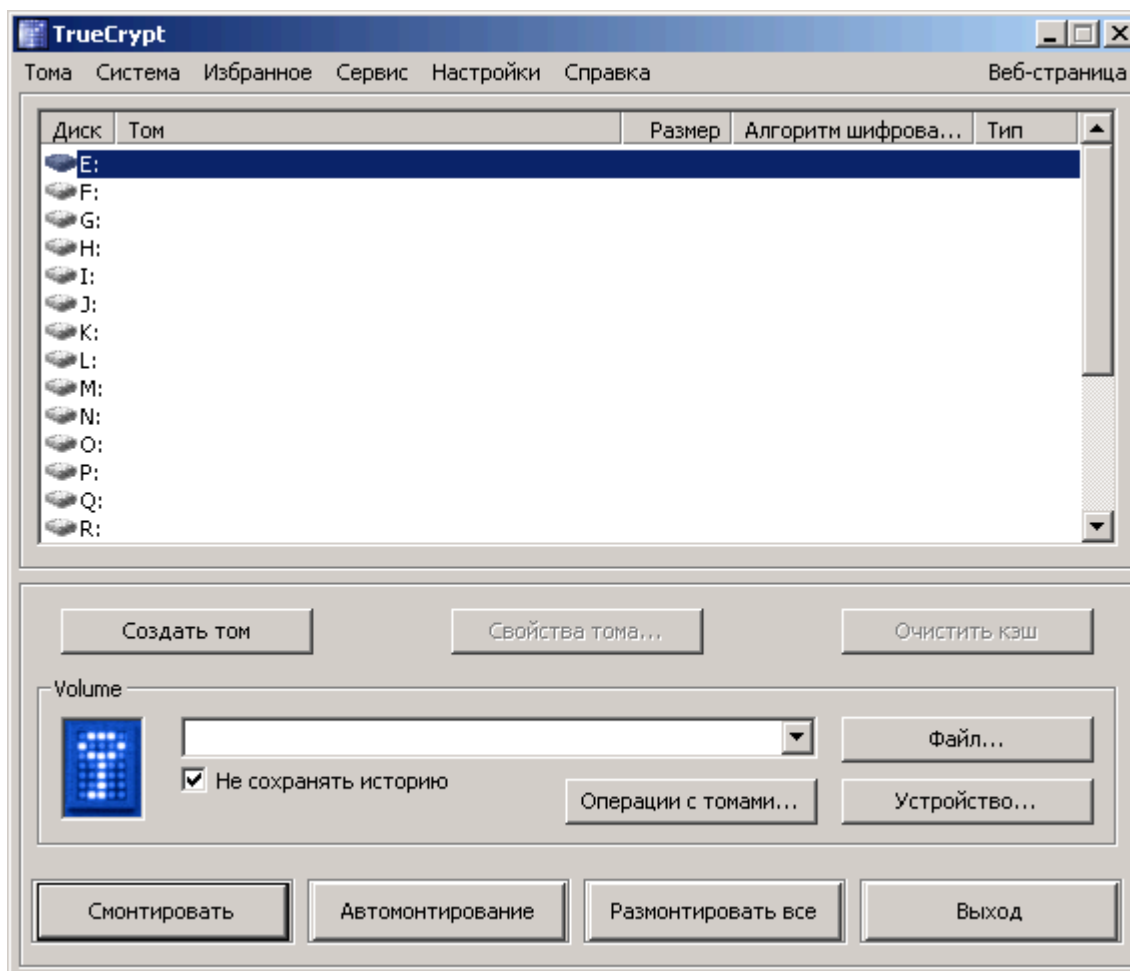 TrueCrypt
Тома Система Избранное Сервис Настройки Справка Веб-страница
Диск Том Размер Алгоритм шифрова... Тип
E:
F:
G:
H:
I:
J:
K:
L:
M:
N:
O:
P:
Q:
R:
Создать том Свойства тома... Очистить кэш
Volume
Файл...
Не сохранять историю
Операции с томами... Устройство...
Смонтировать Автомонтирование Размонтировать все Выход